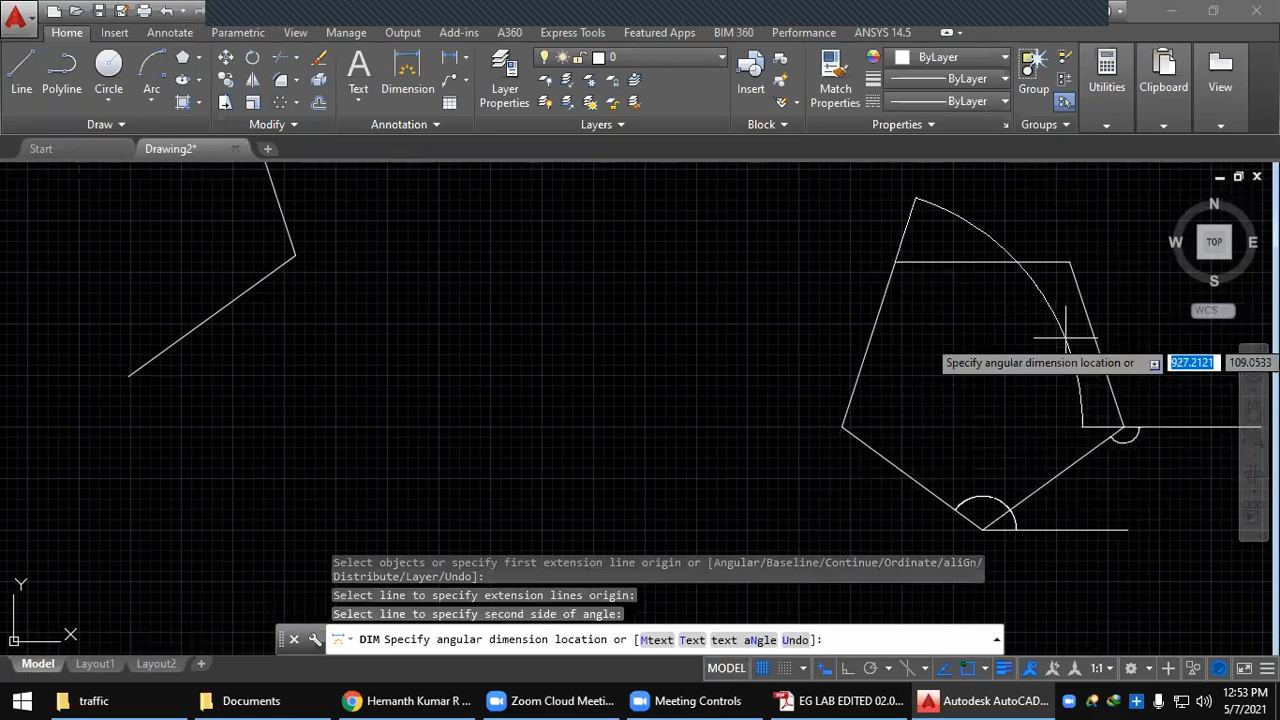 Home Insert Annotate Parametric View Manage Output Add-ins A360 Express Tools Featured Apps BIM 360 Performance ANSYS 14.5
Line Polyline Circle Arc
Text Dimension
Layer Properties
0
Insert
Match Properties
ByLayer
ByLayer
ByLayer
Group Utilities Clipboard View
Draw Modify Annotation Layers Block Properties Groups
Start Drawing2*
N
W TOP E
S
WCS
Specify angular dimension location or 927.2121 109.0533
Select objects or specify first extension line origin or [Angular/Baseline/Continue/Ordinate/aliGn/
Distribute/Layer/Undo]:
Select line to specify extension lines origin:
Select line to specify second side of angle:
DIM Specify angular dimension location or [Mtext Text text aNgle Undo]:
Y
X
Model Layout1 Layout2 +
MODEL 1:1
traffic Documents Hemanth Kumar R ... Zoom Cloud Meeti... Meeting Controls EG LAB EDITED 02.0... Autodesk AutoCAD ...
12:53 PM
5/7/2021